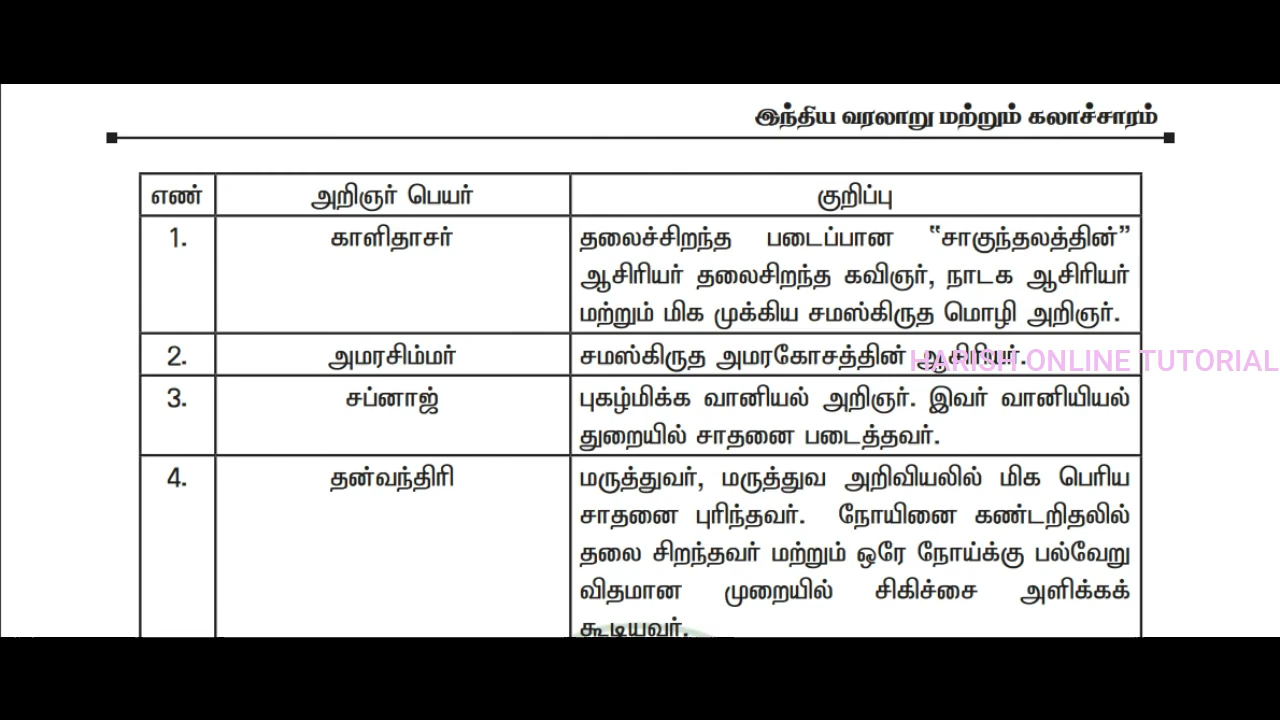 இந்திய வரலாறு மற்றும் கலாச்சாரம்
எண் அறிஞர் பெயர் குறிப்பு
1. காளிதாசர் தலைச்சிறந்த படைப்பான “சாகுந்தலத்தின்”
ஆசிரியர் தலைசிறந்த கவிஞர், நாடக ஆசிரியர்
மற்றும் மிக முக்கிய சமஸ்கிருத மொழி அறிஞர்.
2. அமரசிம்மர் சமஸ்கிருத அமரகோசத்தின் ஆசிரியர்.
HARISH ONLINE TUTORIAL
3. சப்னாஜ் புகழ்மிக்க வானியல் அறிஞர். இவர் வானியியல்
துறையில் சாதனை படைத்தவர்.
4. தன்வந்திரி மருத்துவர், மருத்துவ அறிவியலில் மிக பெரிய
சாதனை புரிந்தவர். நோயினை கண்டறிதலில்
தலை சிறந்தவர் மற்றும் ஒரே நோய்க்கு பல்வேறு
விதமான முறையில் சிகிச்சை அளிக்கக்
கூடியவர்.